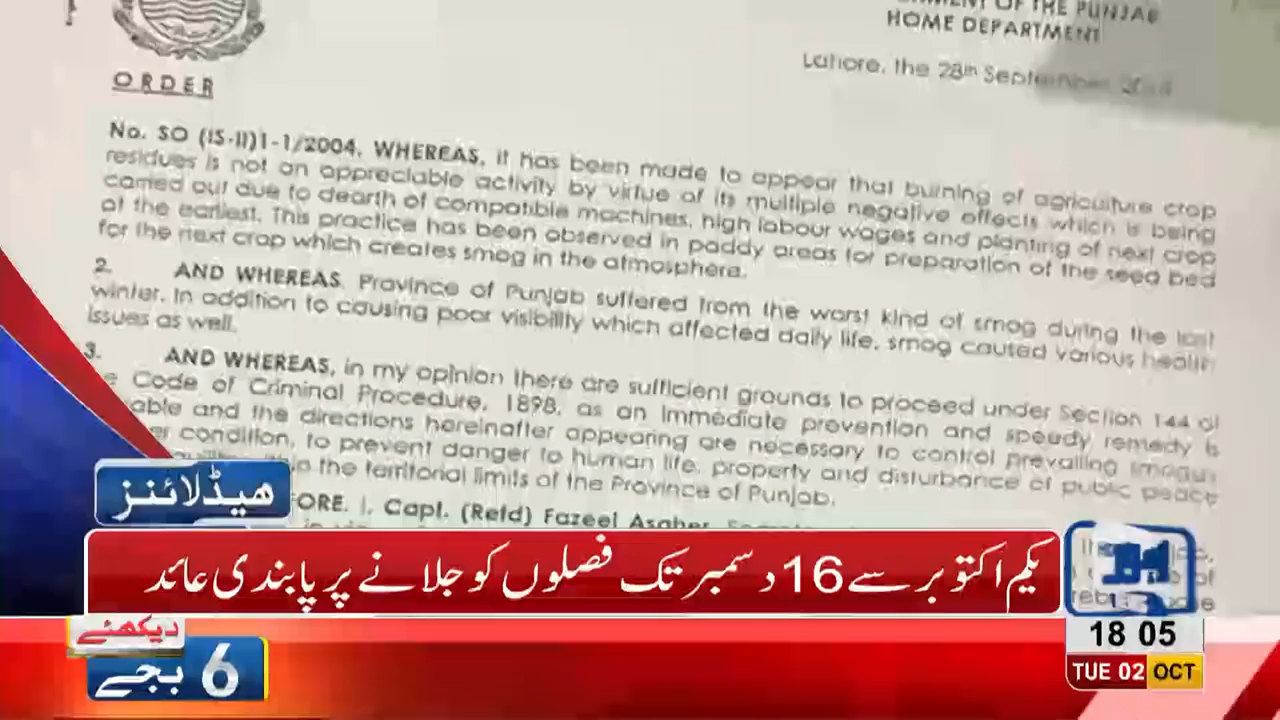 OF THE PUNJAB
HOME DEPARTMENT
Lahore, the 28th September
ORDER
No. SO (IS-II)1-1/2004. WHEREAS, it has been made to appear that burning of agriculture crop
residues is not an appreciable activity by virtue of its multiple negative effects which is being
carried out due to dearth of compatible machines, high labour wages and planting of next crop
at the earliest. This practice has been observed in paddy areas for preparation of the seed bed
for the next crop which creates smog in the atmosphere.
2. AND WHEREAS, Province of Punjab suffered from the worst kind of smog during the last
winter. In addition to causing poor visibility which affected daily life, smog caused various health
issues as well.
3. AND WHEREAS, in my opinion there are sufficient grounds to proceed under Section 144 of
Code of Criminal Procedure, 1898, as an immediate prevention and speedy remedy is
able and the directions hereinafter appearing are necessary to control prevailing
condition, to prevent danger to human life, property and disturbance of public peace
the territorial limits of the Province of Punjab.
ORE, I, Capt. (Retd) Fazeel Asghar,
ہیڈلائنز
یکم اکتوبر سے 16 دسمبر تک فصلوں کو جلانے پر پابندی عائد
دیکھئے
6 بجے
18 05
TUE 02 OCT